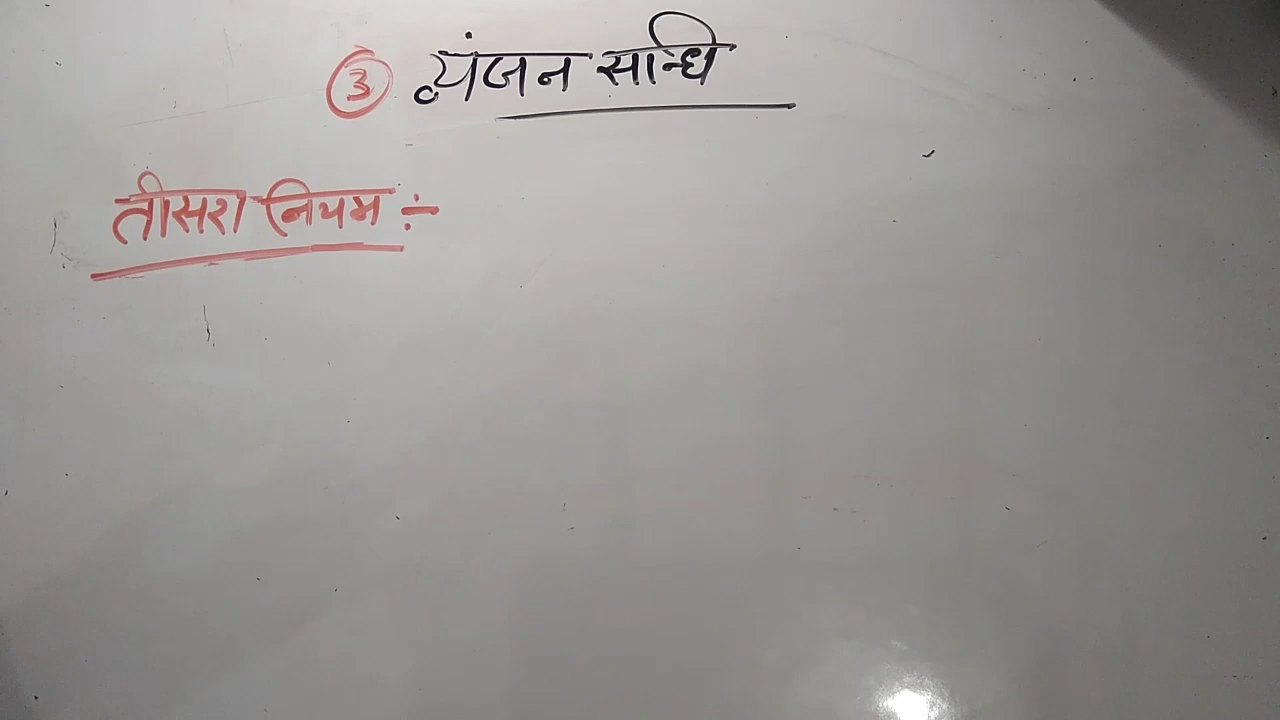 ③ व्यंजन सन्धि
तीसरा नियम :-